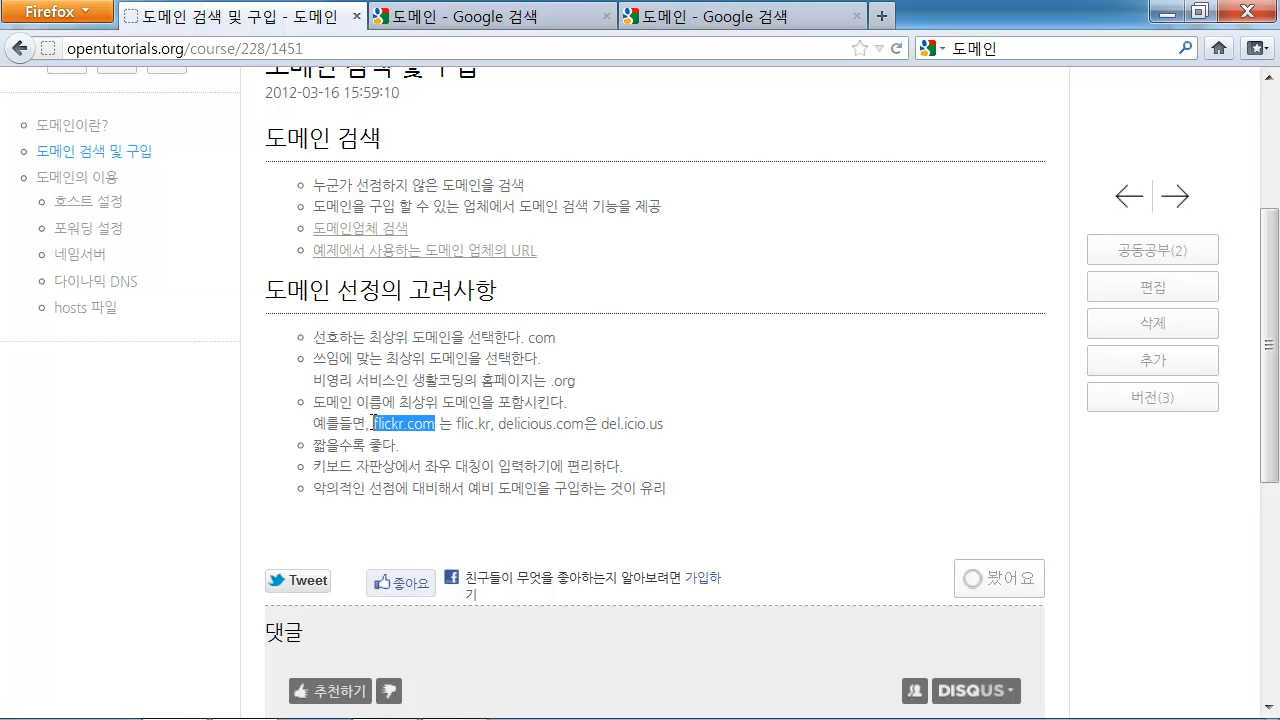 Firefox
도메인 검색 및 구입 - 도메인
도메인 - Google 검색
도메인 - Google 검색
opentutorials.org/course/228/1451
도메인
도메인 검색 및 구입
2012-03-16 15:59:10
도메인이란?
도메인 검색 및 구입
도메인의 이용
호스트 설정
포워딩 설정
네임서버
다이나믹 DNS
hosts 파일
도메인 검색
누군가 선점하지 않은 도메인을 검색
도메인을 구입 할 수 있는 업체에서 도메인 검색 기능을 제공
도메인업체 검색
예제에서 사용하는 도메인 업체의 URL
도메인 선정의 고려사항
선호하는 최상위 도메인을 선택한다. com
쓰임에 맞는 최상위 도메인을 선택한다.
비영리 서비스인 생활코딩의 홈페이지는 .org
도메인 이름에 최상위 도메인을 포함시킨다.
예를들면, flickr.com 는 flic.kr, delicious.com은 del.icio.us
짧을수록 좋다.
키보드 자판상에서 좌우 대칭이 입력하기에 편리하다.
악의적인 선점에 대비해서 예비 도메인을 구입하는 것이 유리
공동공부(2)
편집
삭제
추가
버전(3)
Tweet
좋아요
친구들이 무엇을 좋아하는지 알아보려면 가입하
기
봤어요
댓글
추천하기
DISQUS